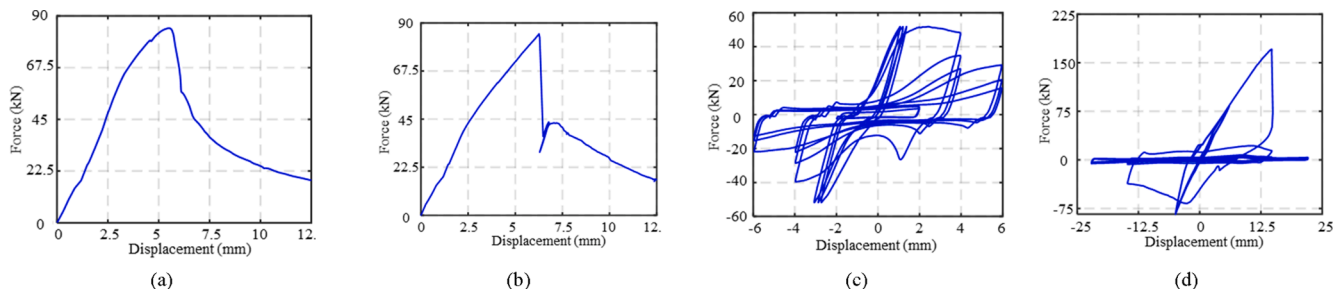 90
67.5
45
22.5
0
Force (kN)
0 2.5 5 7.5 10 12.
Displacement (mm)
(a)
90
67.5
45
22.5
0
Force (kN)
0 2.5 5 7.5 10 12.
Displacement (mm)
(b)
60
40
20
0
-20
-40
-60
Force (kN)
-6 -4 -2 0 2 4 6
Displacement (mm)
(c)
225
150
75
0
-75
Force (kN)
-25 -12.5 0 12.5 25
Displacement (mm)
(d)